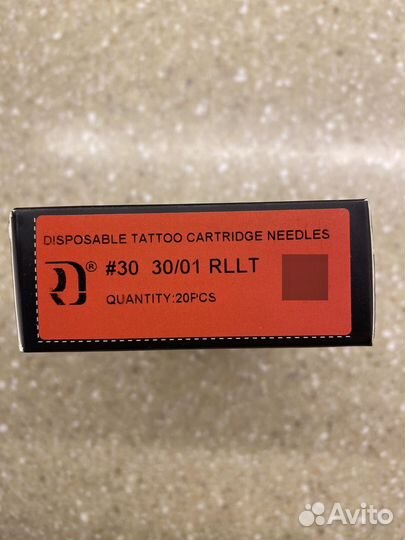 DISPOSABLE TATTOO CARTRIDGE NEEDLES
®
#30 30/01 RLLT
QUANTITY:20PCS
Avito